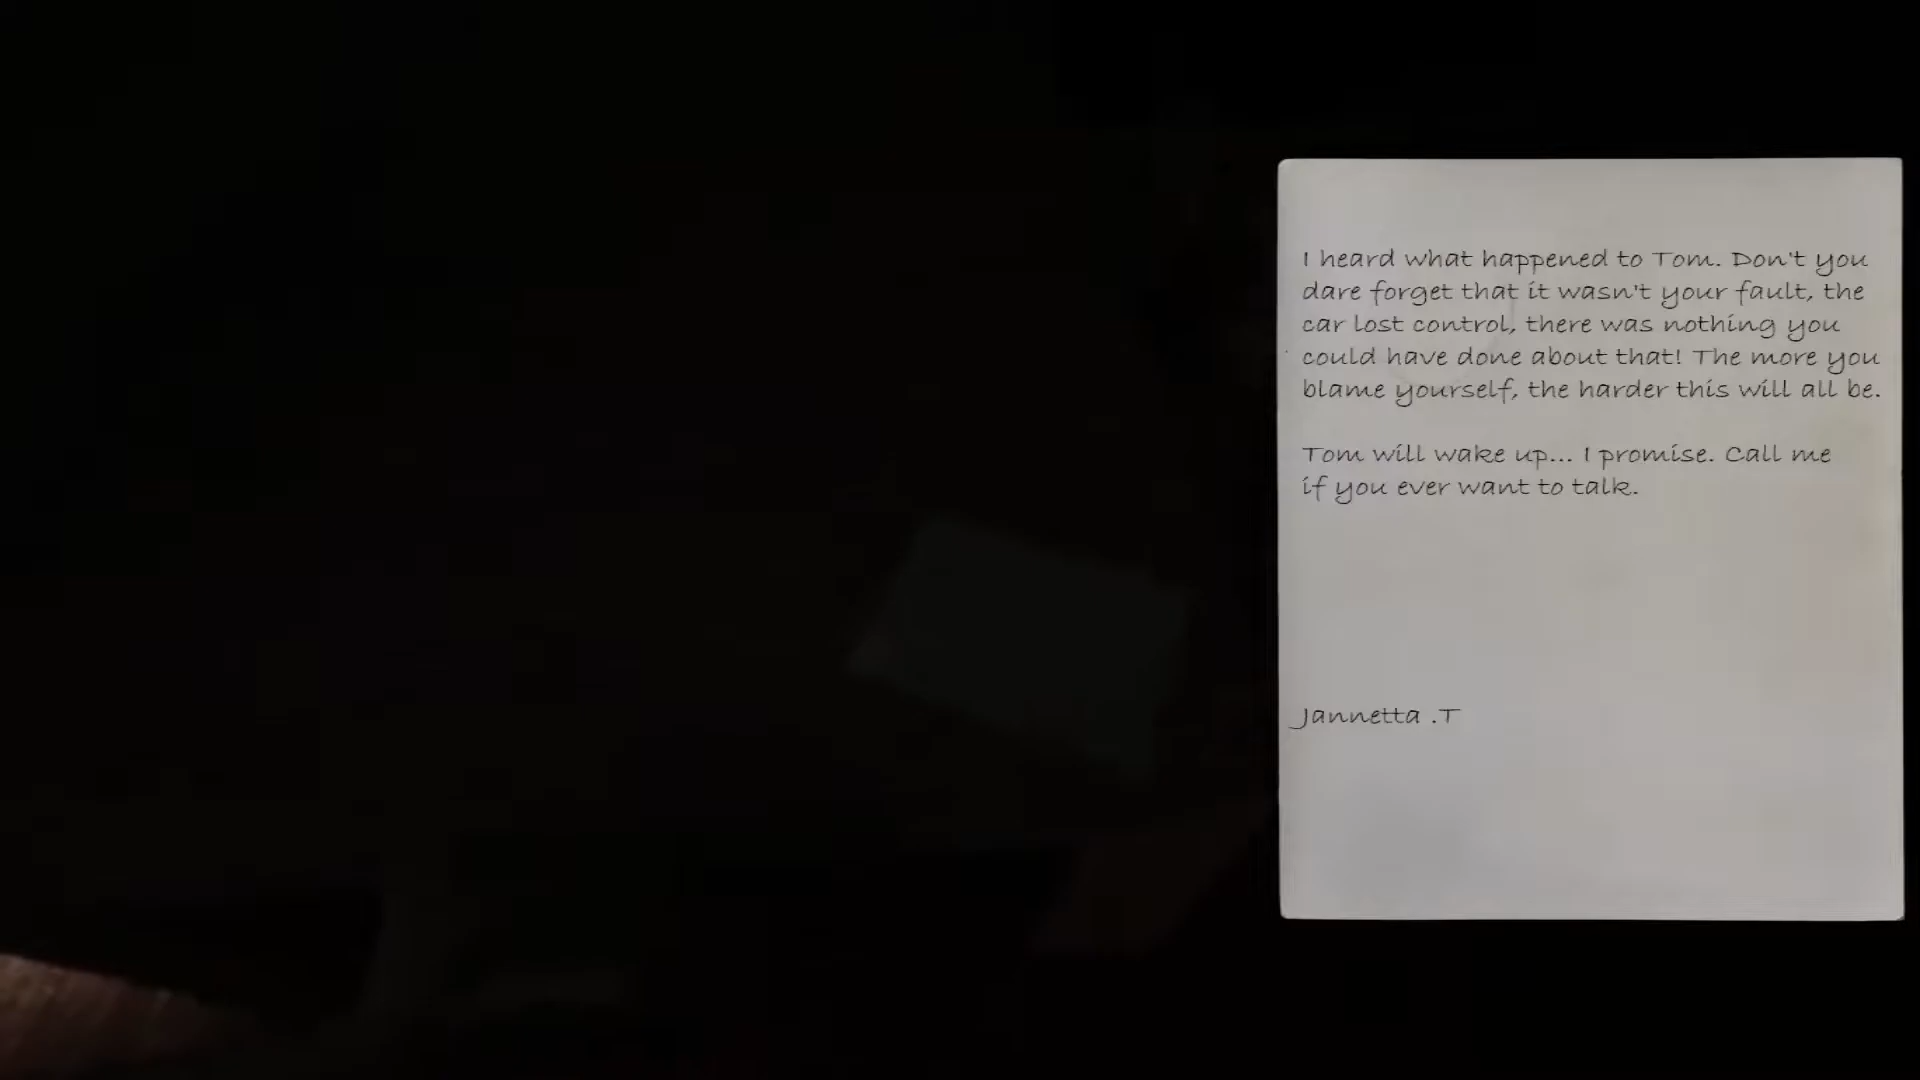 I heard what happened to Tom. Don't you
dare forget that it wasn't your fault, the
car lost control, there was nothing you
could have done about that! The more you
blame yourself, the harder this will all be.
Tom will wake up... I promise. Call me
if you ever want to talk.
Jannetta .T